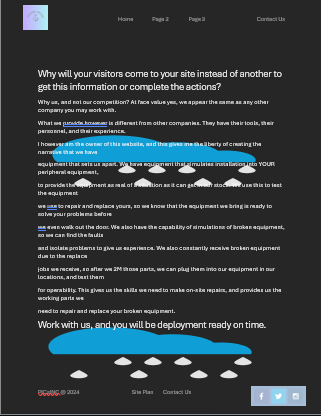 Home Page 2 Page 3 Contact Us
Why will your visitors come to your site instead of another to
get this information or complete the actions?
Why us, and not our competition? At face value yes, we appear the same as any other
company you may work with.
What we provide however is different from other companies. They have their tools, their
personnel, and their experience.
I however am the owner of this website, and this gives me the liberty of creating the
narrative that we have
equipment that sets us apart. We have equipment that simulates installation into YOUR
peripheral equipment,
to provide the equipment as real of a situation as it can get in our stock. We use this to test
the equipment
we use to repair and replace yours, so we know that the equipment we bring is ready to
solve your problems before
we even walk out the door. We also have the capability of simulations of broken equipment,
so we can find the faults
and isolate problems to give us experience. We also constantly receive broken equipment
due to the replace
jobs we receive, so after we 2M those parts, we can plug them into our equipment in our
locations, and test them
for operability. This gives us the skills we need to make on-site repairs, and provides us the
working parts we
need to repair and replace your broken equipment.
Work with us, and you will be deployment ready on time.
© 2024 Site Plan Contact Us